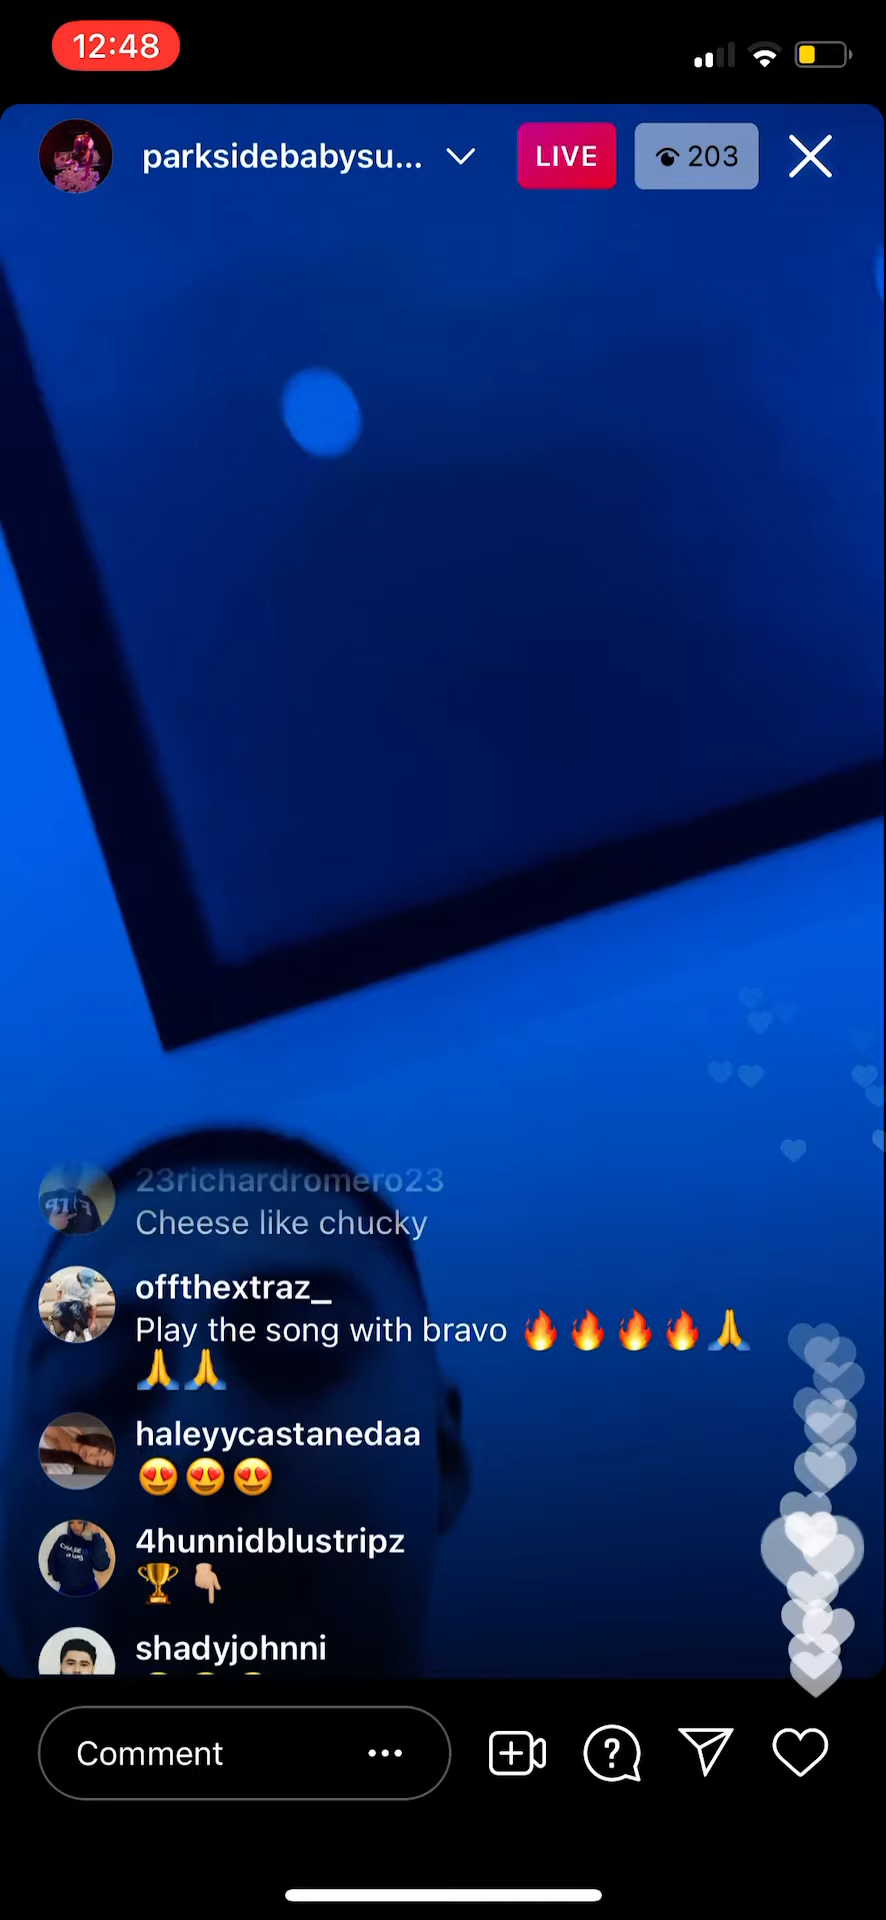 12:48
parksidebabysu...
LIVE
203
23richardromero23
Cheese like chucky
offthextraz_
Play the song with bravo 🔥🔥🔥🔥🙏
🙏🙏
haleyycastanedaa
😍😍😍
4hunnidblustripz
🏆👇🏼
shadyjohnni
Comment